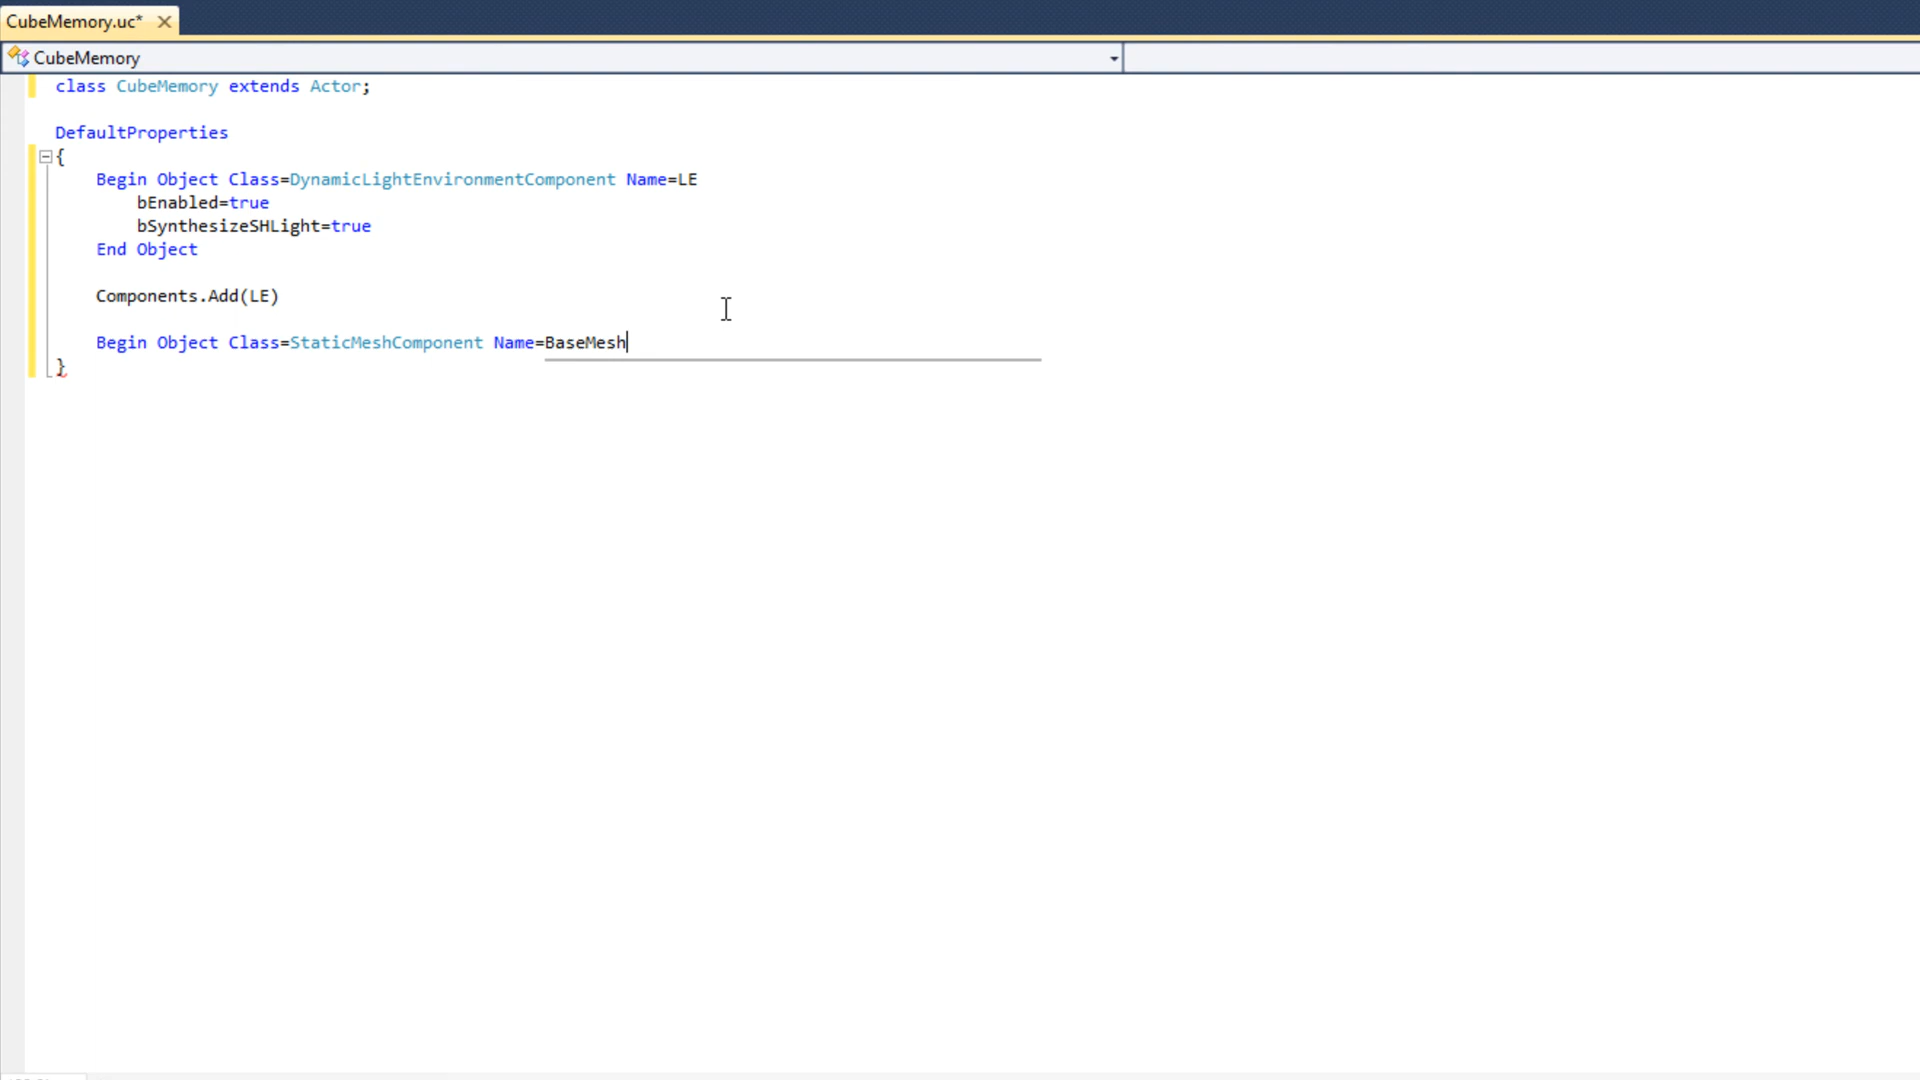 CubeMemory.uc*
CubeMemory
class CubeMemory extends Actor;
DefaultProperties
{
Begin Object Class=DynamicLightEnvironmentComponent Name=LE
bEnabled=true
bSynthesizeSHLight=true
End Object
Components.Add(LE)
Begin Object Class=StaticMeshComponent Name=BaseMesh
}